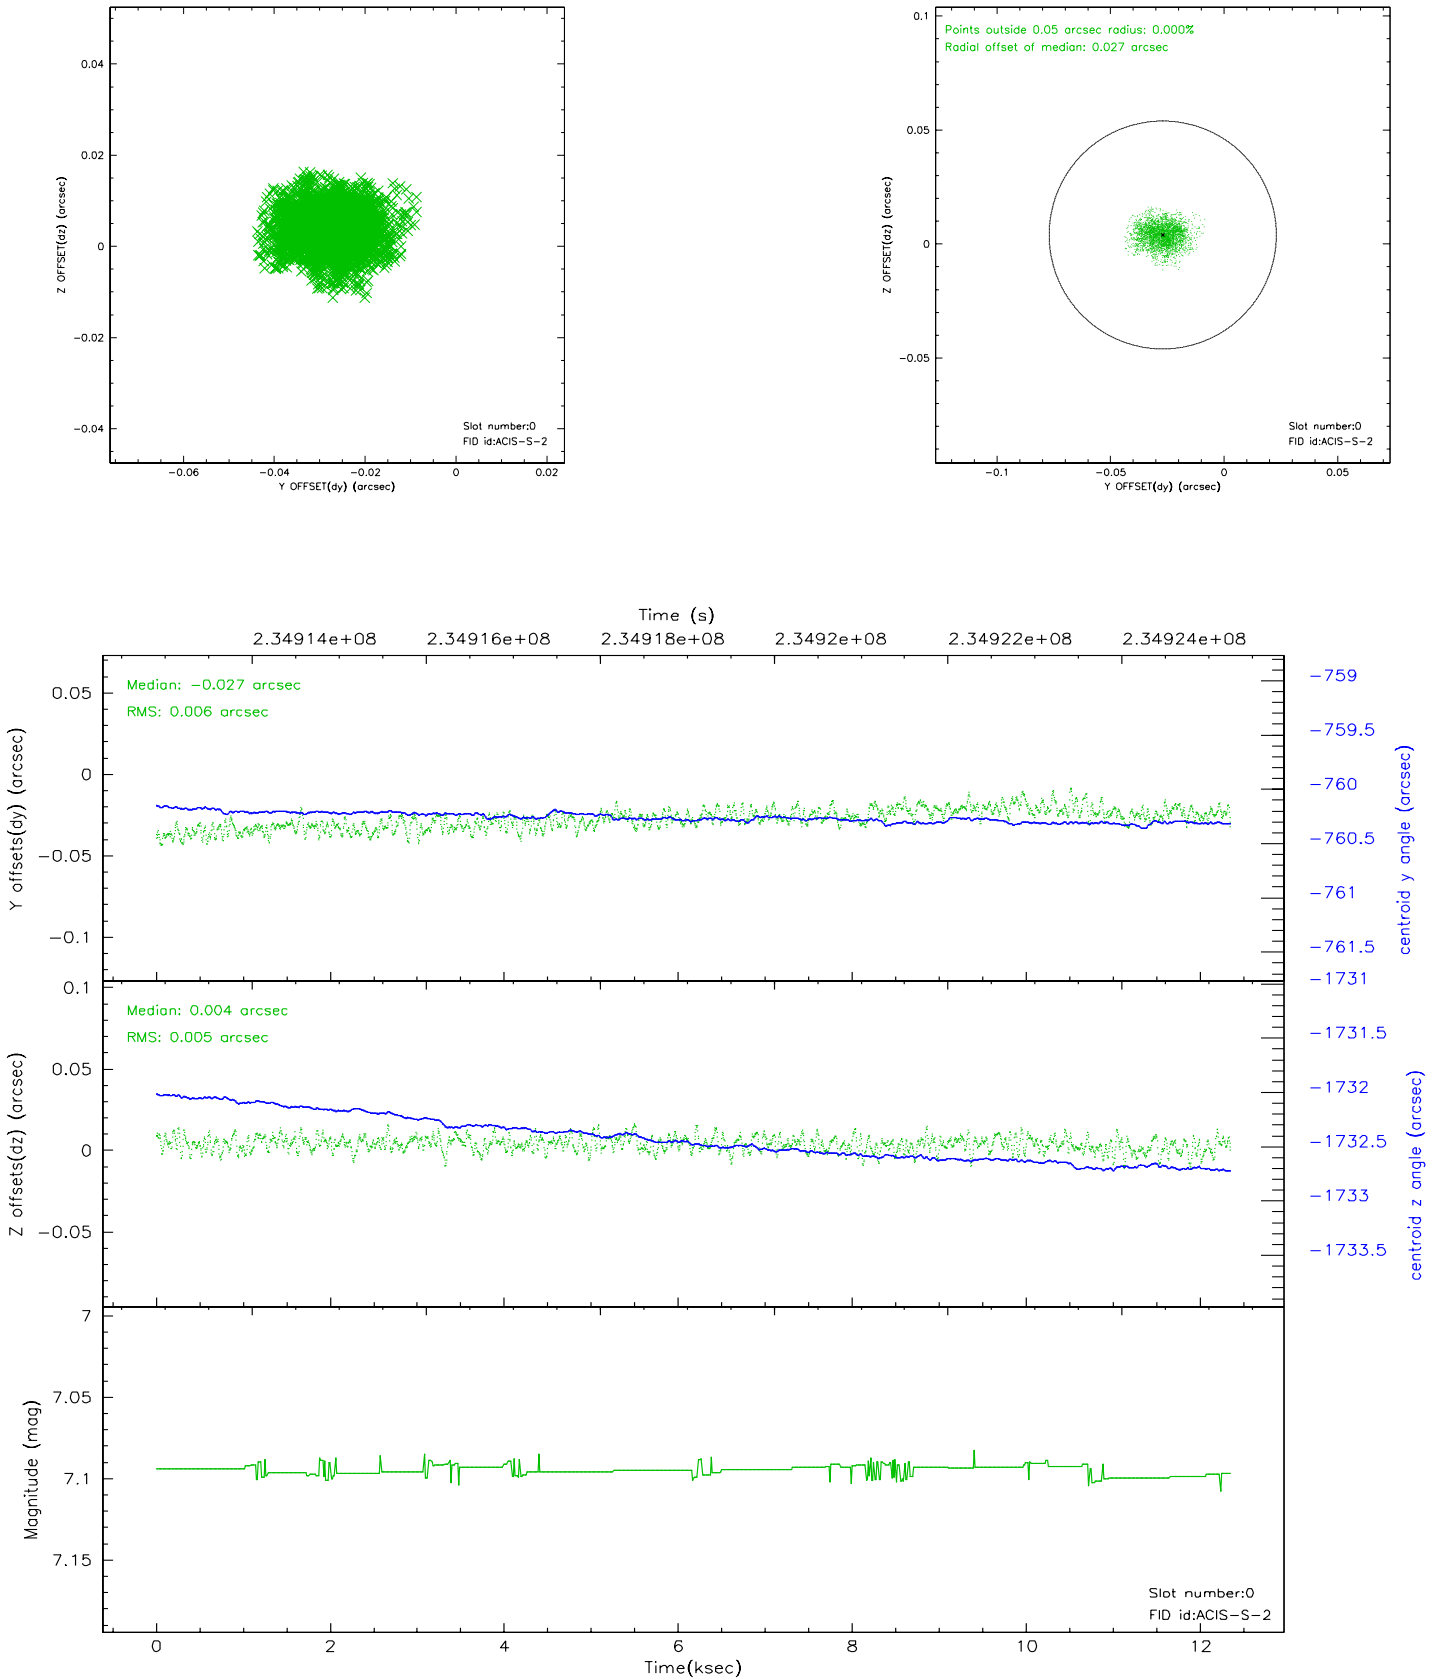 0.04
0.02
0
−0.02
−0.04
Z OFFSET(dz) (arcsec)
Slot number:0
FID id:ACIS−S−2
−0.06
−0.04
−0.02
0
0.02
Y OFFSET(dy) (arcsec)
Points outside 0.05 arcsec radius: 0.000%
Radial offset of median: 0.027 arcsec
0.1
0.05
0
−0.05
Z OFFSET(dz) (arcsec)
Slot number:0
FID id:ACIS−S−2
−0.1
−0.05
0
0.05
Y OFFSET(dy) (arcsec)
Time (s)
2.34914e+08
2.34916e+08
2.34918e+08
2.3492e+08
2.34922e+08
2.34924e+08
Median: −0.027 arcsec
RMS: 0.006 arcsec
0.05
0
−0.05
−0.1
Y offsets(dy) (arcsec)
−759
−759.5
−760
−760.5
−761
−761.5
centroid y angle (arcsec)
Median: 0.004 arcsec
RMS: 0.005 arcsec
0.1
0.05
0
−0.05
Z offsets(dz) (arcsec)
−1731
−1731.5
−1732
−1732.5
−1733
−1733.5
centroid z angle (arcsec)
7
7.05
7.1
7.15
Magnitude (mag)
Slot number:0
FID id:ACIS−S−2
0
2
4
6
8
10
12
Time(ksec)